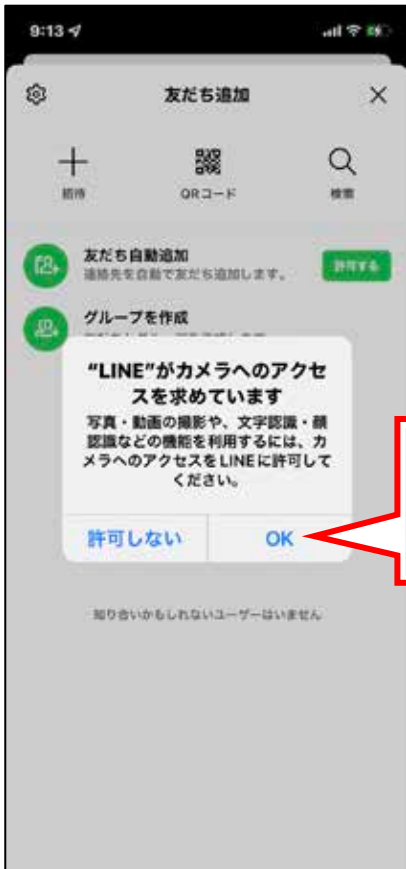 9:13
友だち追加
招待
QRコード
検索
友だち自動追加
連絡先を自動で友だち追加します。
許可する
グループを作成
“LINE”がカメラへのアクセ
スを求めています
写真・動画の撮影や、文字認識・顔
認識などの機能を利用するには、カ
メラへのアクセスをLINEに許可して
ください。
許可しない
OK
知り合いかもしれないユーザーはいません